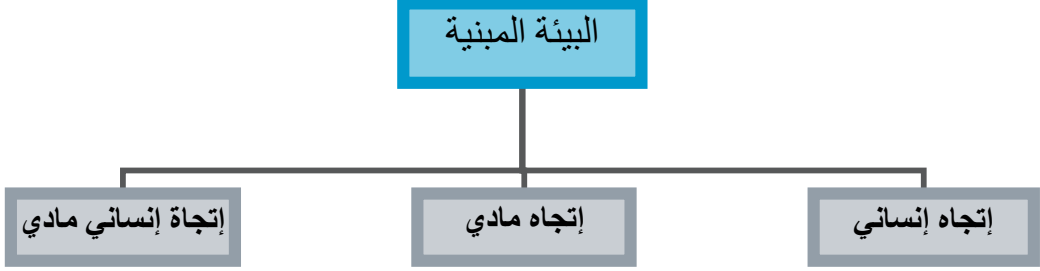 البيئة المبنية
إتجاه إنساني
إتجاه مادي
إتجاة إنساني مادي